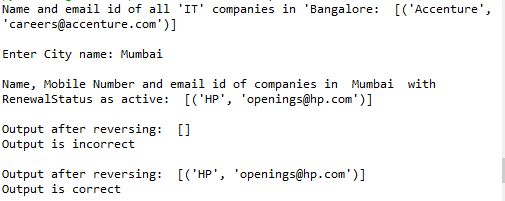 Name and email id of all 'IT' companies in 'Bangalore:  [('Accenture',
'careers@accenture.com')]
Enter City name: Mumbai
Name, Mobile Number and email id of companies in  Mumbai  with
RenewalStatus as active:  [('HP', 'openings@hp.com')]
Output after reversing:  []
Output is incorrect
Output after reversing:  [('HP', 'openings@hp.com')]
Output is correct